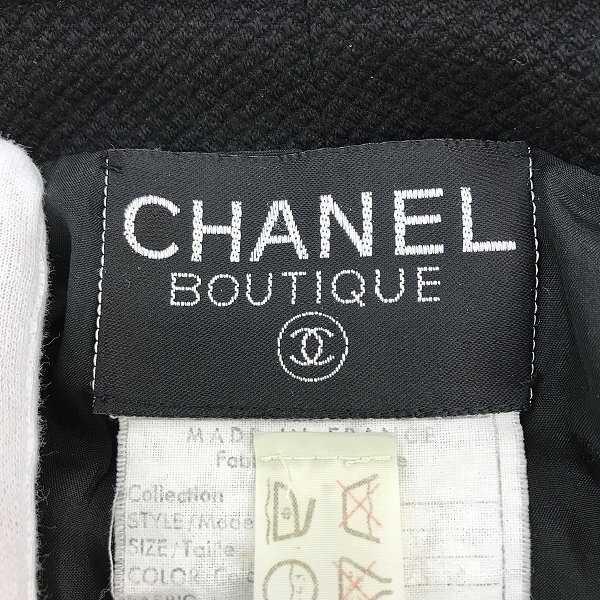 CHANEL
BOUTIQUE
MADE IN FRANCE
Collection
STYLE/Mode
SIZE/Taille
COLOR